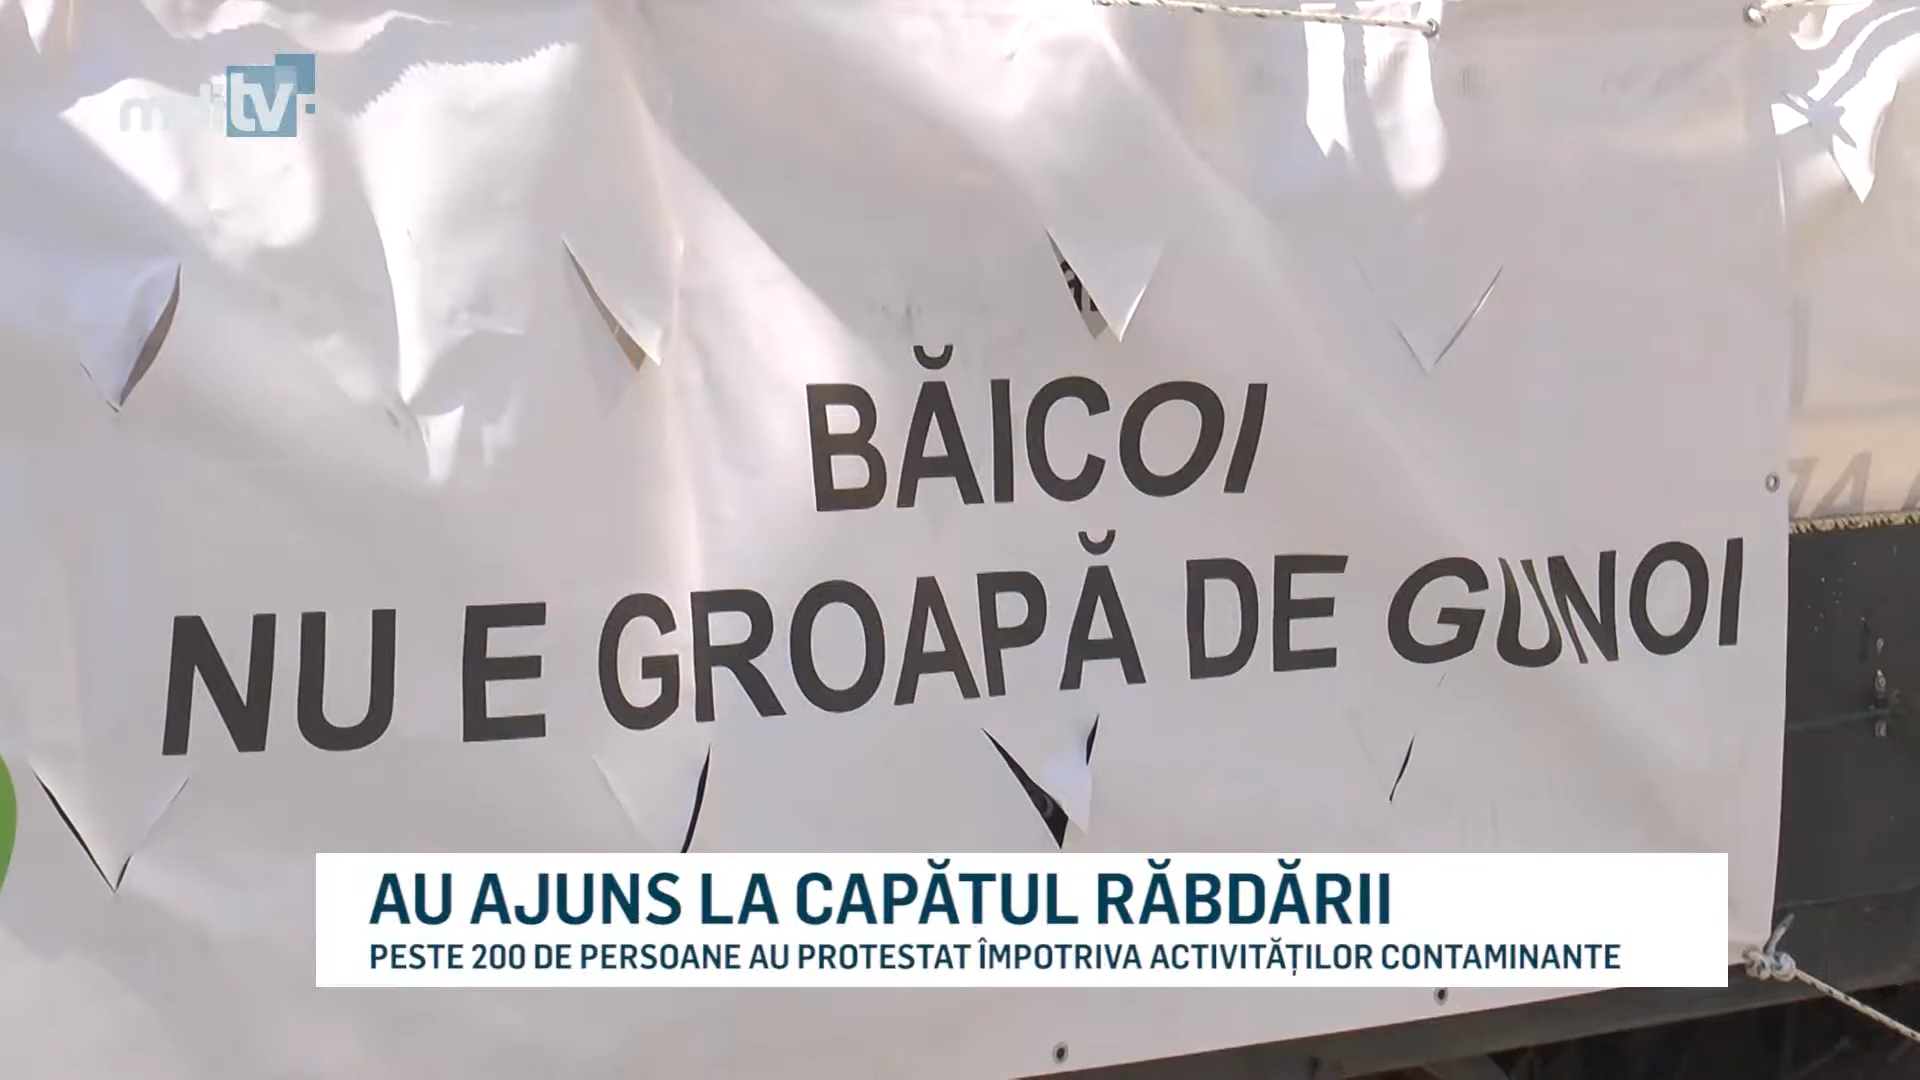 tv
BĂICOI
NU E GROAPĂ DE GUNOI
AU AJUNS LA CAPĂTUL RĂBDĂRII
PESTE 200 DE PERSOANE AU PROTESTAT ÎMPOTRIVA ACTIVITĂȚILOR CONTAMINANTE